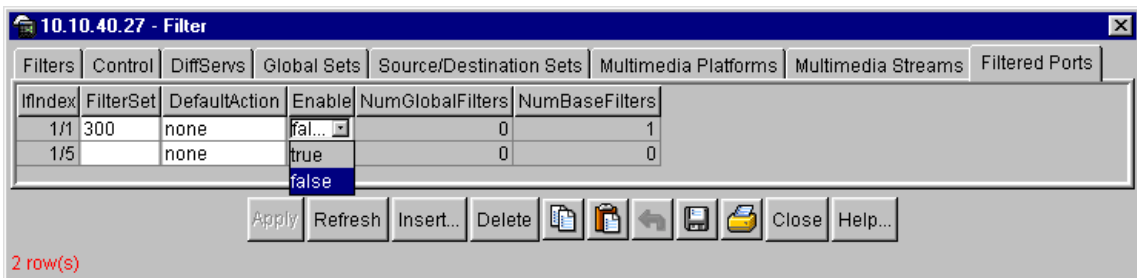 10.10.40.27 - Filter
Filters Control DiffServs Global Sets Source/Destination Sets Multimedia Platforms Multimedia Streams Filtered Ports
IfIndex FilterSet DefaultAction Enable NumGlobalFilters NumBaseFilters
1/1 300 none fal... 0 1
1/5 none true 0 0
false
Apply Refresh Insert... Delete Close Help...
2 row(s)